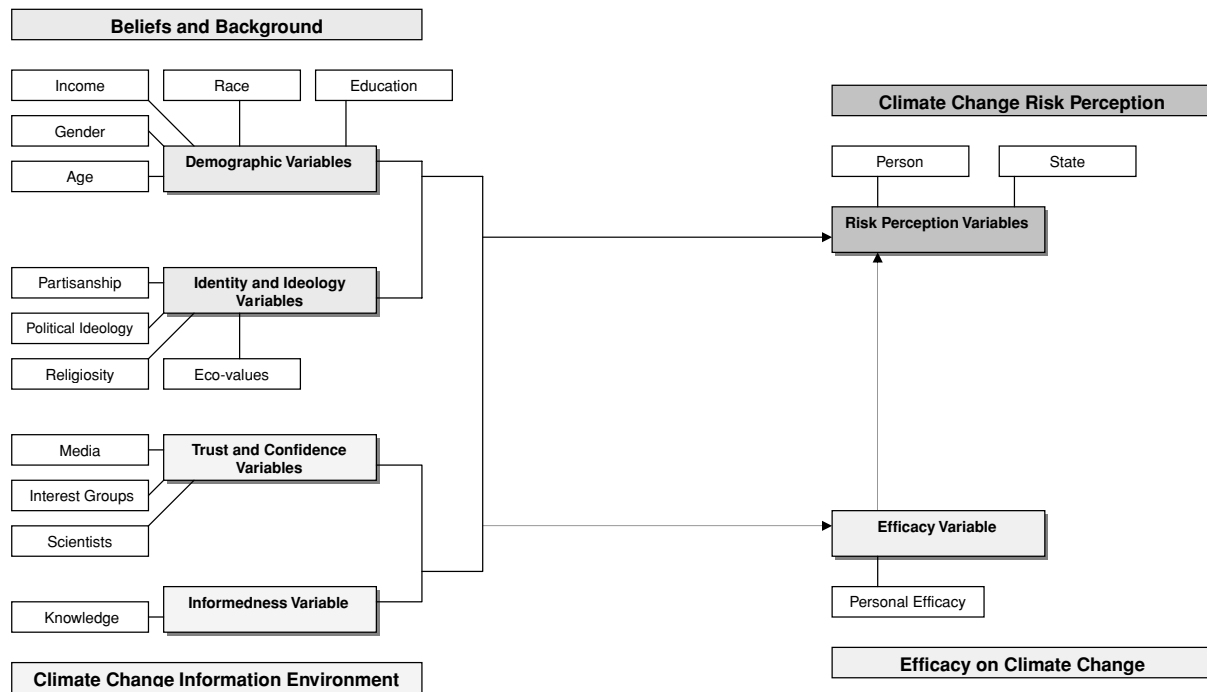 Beliefs and Background
Income
Race
Education
Gender
Demographic Variables
Age
Partisanship
Identity and Ideology
Variables
Political Ideology
Religiosity
Eco-values
Media
Trust and Confidence
Variables
Interest Groups
Scientists
Informedness Variable
Knowledge
Climate Change Information Environment
Climate Change Risk Perception
Person
State
Risk Perception Variables
Efficacy Variable
Personal Efficacy
Efficacy on Climate Change